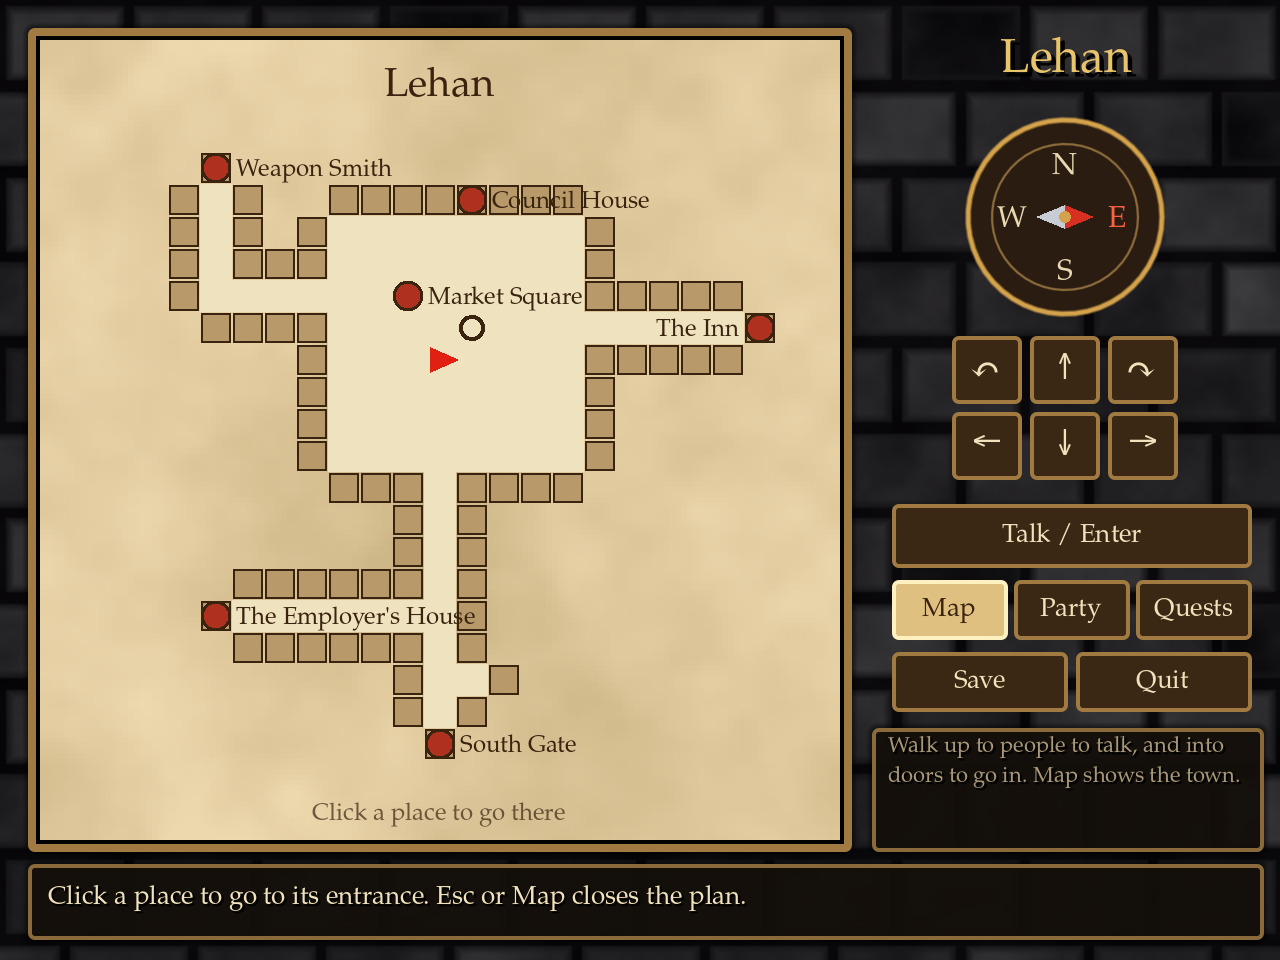 Lehan
Weapon Smith
Council House
Market Square
The Inn
The Employer's House
South Gate
Click a place to go there
Lehan
N
W
E
S
Talk / Enter
Map
Party
Quests
Save
Quit
Walk up to people to talk, and into
doors to go in. Map shows the town.
Click a place to go to its entrance. Esc or Map closes the plan.